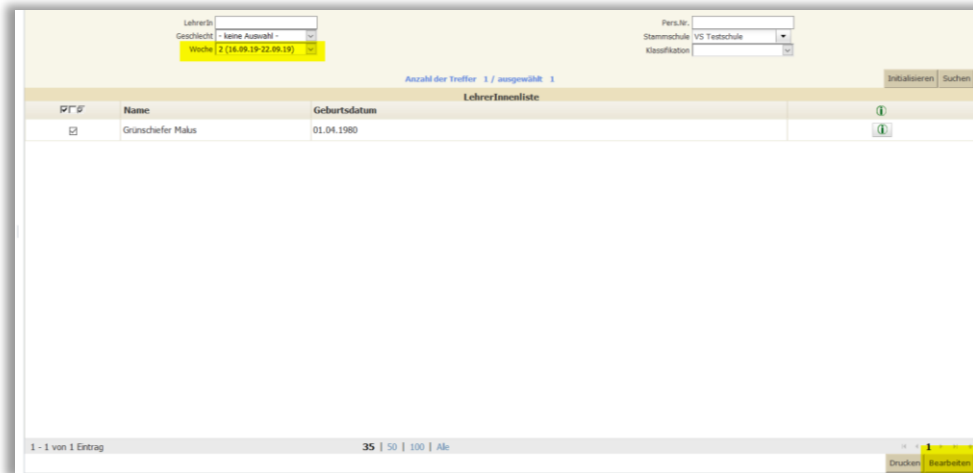 LehrerIn
Pers.Nr.
Geschlecht - keine Auswahl -
Stammschule VS Testschule
Woche 2 (16.09.19-22.09.19)
Klassifikation
Anzahl der Treffer 1 / ausgewählt 1
Initialisieren Suchen
LehrerInnenliste
Name Geburtsdatum
Grünschiefer Malus 01.04.1980
1 - 1 von 1 Eintrag 35 | 50 | 100 | Alle 1
Drucken Bearbeiten